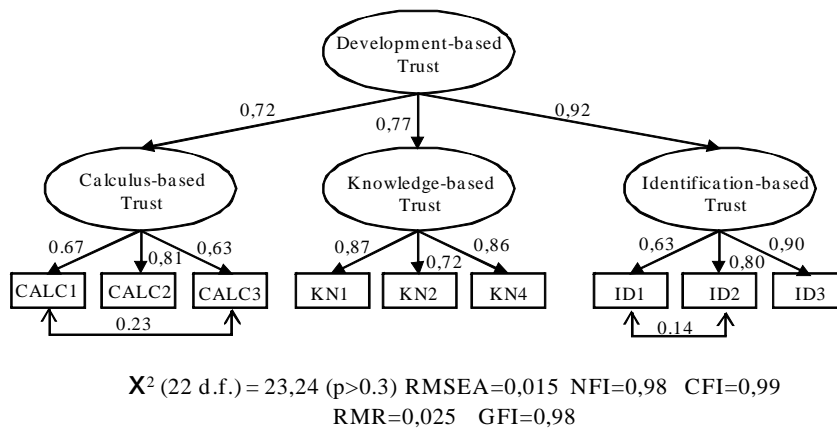 Development-based
Trust
0,72
0,77
0,92
Calculus-based
Trust
Knowledge-based
Trust
Identification-based
Trust
0.67
0,81
0,63
0,87
0,72
0,86
0,63
0,80
0,90
CALC1
CALC2
CALC3
KN1
KN2
KN4
ID1
ID2
ID3
0.23
0.14
X² (22 d.f.) = 23,24 (p>0.3) RMSEA=0,015 NFI=0,98 CFI=0,99
RMR=0,025 GFI=0,98